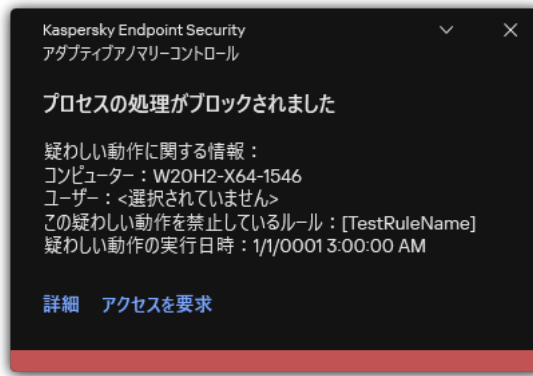 Kaspersky Endpoint Security
アダプティブアノマリーコントロール
プロセスの処理がブロックされました
疑わしい動作に関する情報：
コンピューター：W20H2-X64-1546
ユーザー：<選択されていません>
この疑わしい動作を禁止しているルール：[TestRuleName]
疑わしい動作の実行日時：1/1/0001 3:00:00 AM
詳細 アクセスを要求